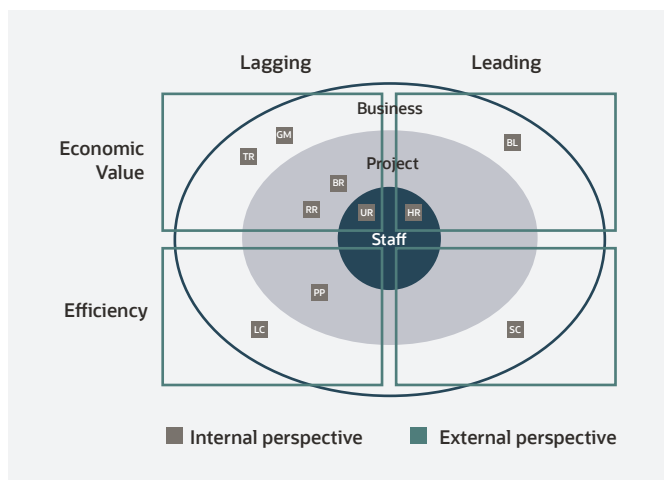 Lagging
Leading
Business
Economic
Value
GM
TR
BL
Project
BR
RR
UR
HR
Staff
Efficiency
PP
LC
SC
Internal perspective
External perspective